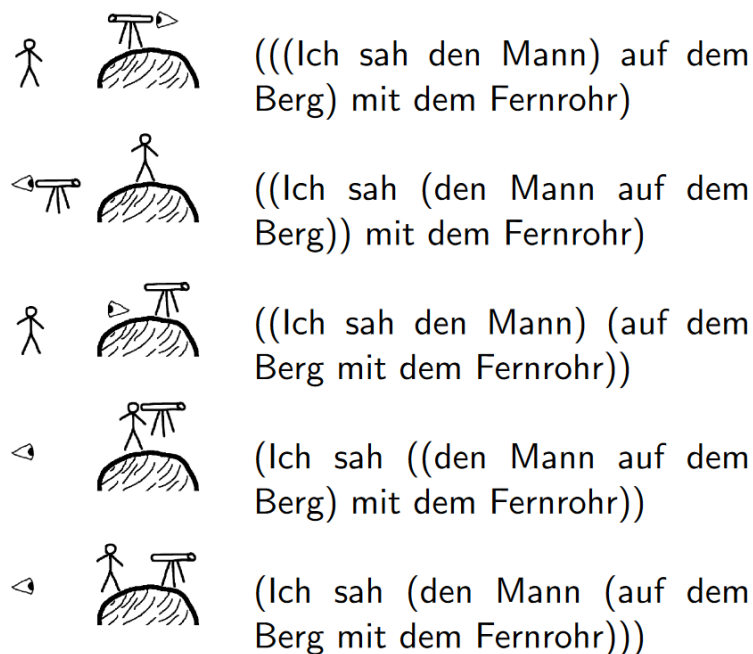 (((Ich sah den Mann) auf dem
Berg) mit dem Fernrohr)
((Ich sah (den Mann auf dem
Berg)) mit dem Fernrohr)
((Ich sah den Mann) (auf dem
Berg mit dem Fernrohr))
(Ich sah ((den Mann auf dem
Berg) mit dem Fernrohr))
(Ich sah (den Mann (auf dem
Berg mit dem Fernrohr)))